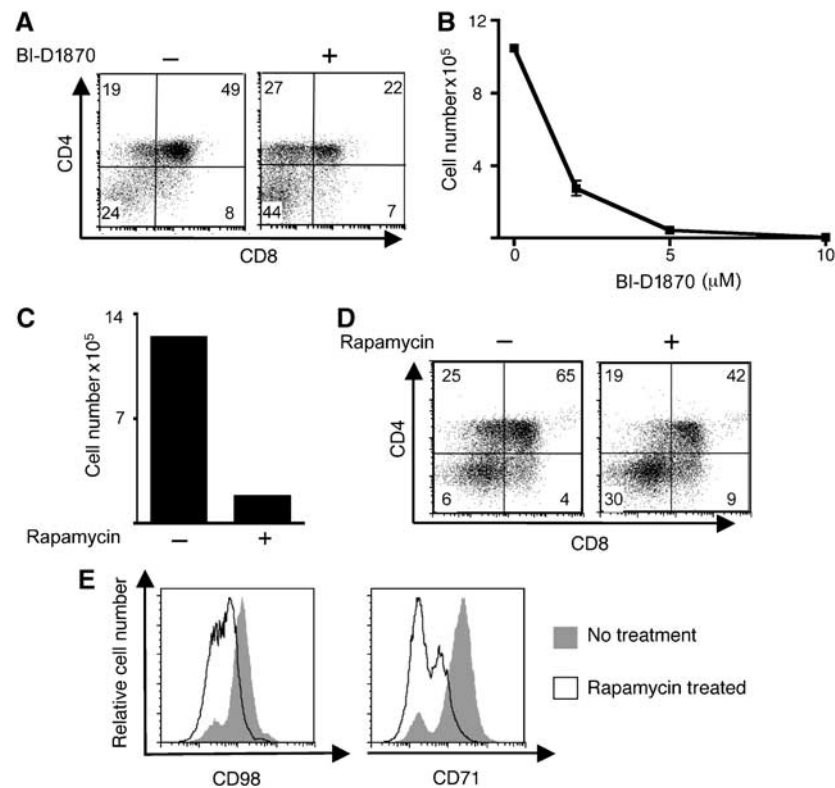 A
BI-D1870 − +
19 49
24 8
27 22
44 7
CD4
CD8
B
Cell number x10⁵
12
8
4
0 5 10
BI-D1870 (μM)
C
Cell number x10⁵
14
7
Rapamycin − +
D
Rapamycin − +
25 65
6 4
19 42
30 9
CD4
CD8
E
Relative cell number
CD98
CD71
No treatment
Rapamycin treated